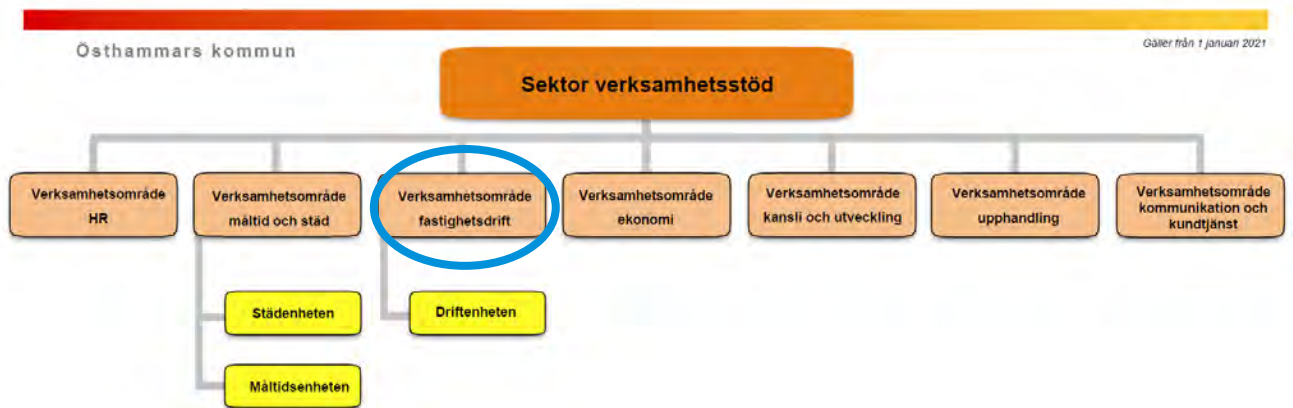 Östhammars kommun
Gäller från 1 januari 2021
Sektor verksamhetsstöd
Verksamhetsområde
HR
Verksamhetsområde
måltid och städ
Verksamhetsområde
fastighetsdrift
Verksamhetsområde
ekonomi
Verksamhetsområde
kansli och utveckling
Verksamhetsområde
upphandling
Verksamhetsområde
kommunikation och
kundtjänst
Städenheten
Driftenheten
Måltidsenheten